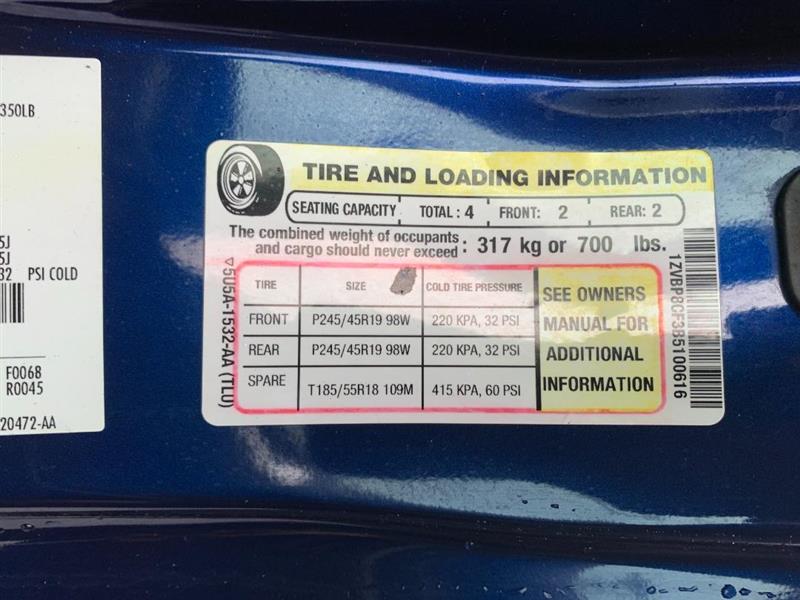 350LB
5J
5J
32 PSI COLD
F0068
R0045
20472-AA
TIRE AND LOADING INFORMATION
SEATING CAPACITY TOTAL: 4 FRONT: 2 REAR: 2
The combined weight of occupants
and cargo should never exceed : 317 kg or 700 lbs.
TIRE SIZE COLD TIRE PRESSURE
FRONT P245/45R19 98W 220 KPA, 32 PSI
REAR P245/45R19 98W 220 KPA, 32 PSI
SPARE T185/55R18 109M 415 KPA, 60 PSI
SEE OWNERS
MANUAL FOR
ADDITIONAL
INFORMATION
5U5A-1532-AA (TLU)
1ZVBP8CF3B5100616